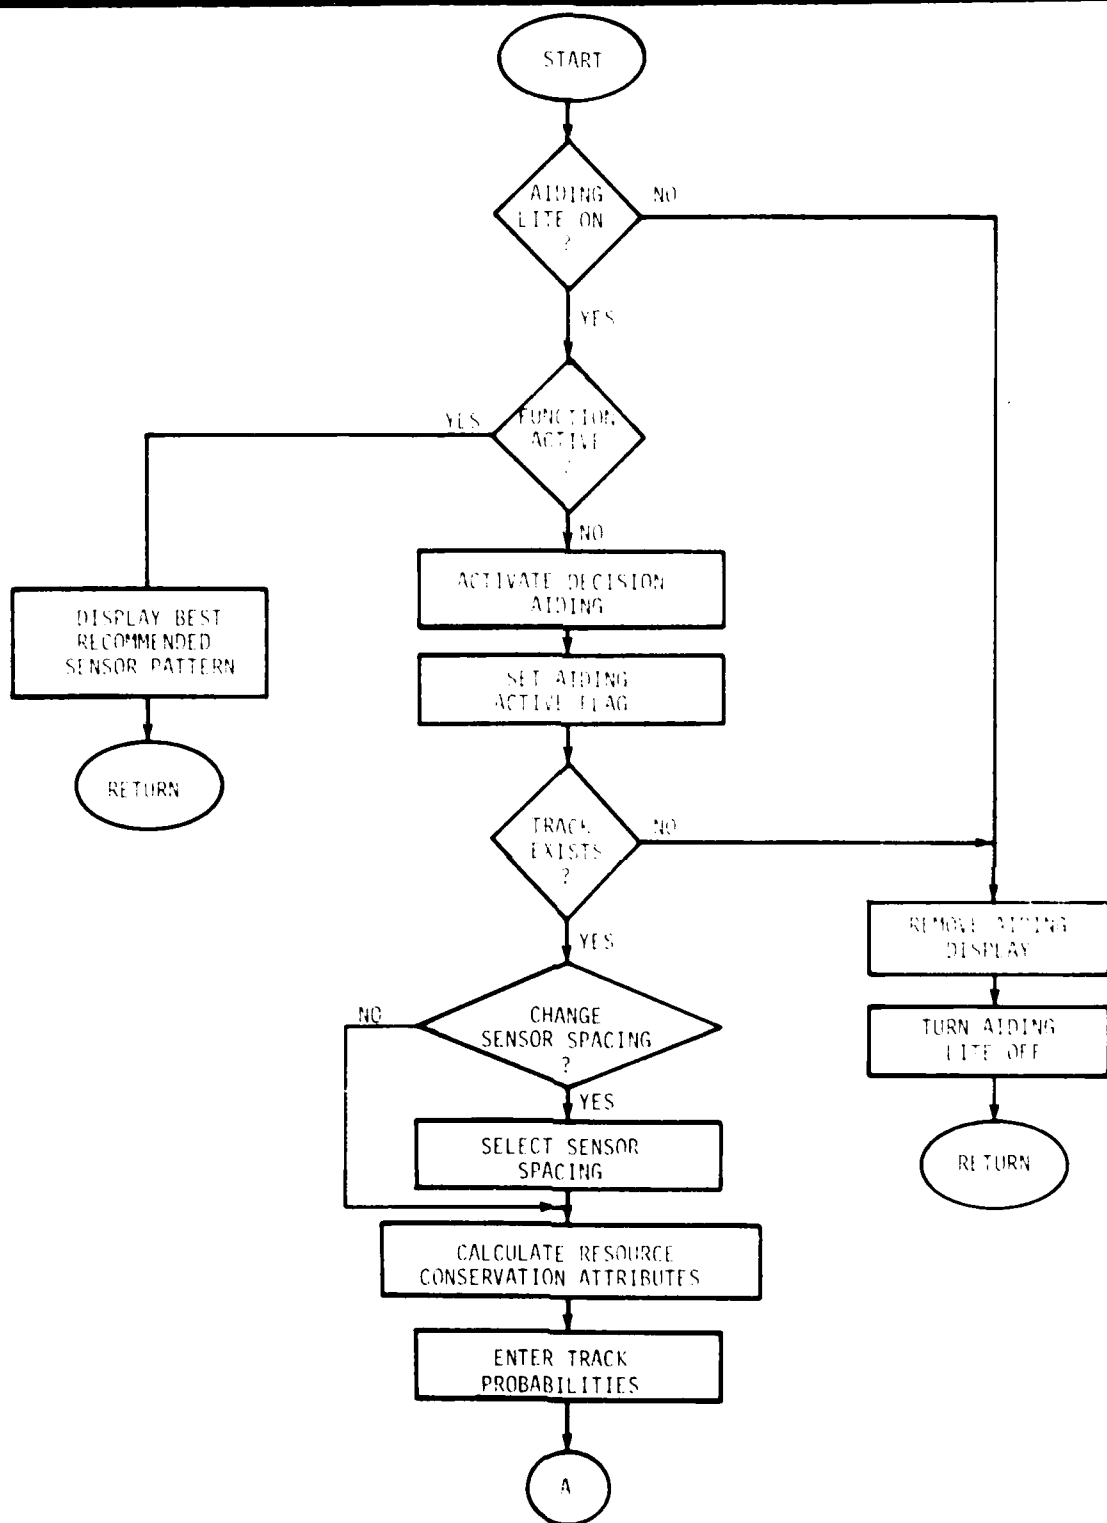 START
AIDING
LITE ON
?
NO
YES
YES
FUNCTION
ACTIVE
?
NO
ACTIVATE DECISION
AIDING
DISPLAY BEST
RECOMMENDED
SENSOR PATTERN
SET AIDING
ACTIVE FLAG
RETURN
TRACK
EXISTS
?
NO
YES
REMOVE AIDING
DISPLAY
NO
CHANGE
SENSOR SPACING
?
TURN AIDING
LITE OFF
YES
SELECT SENSOR
SPACING
RETURN
CALCULATE RESOURCE
CONSERVATION ATTRIBUTES
ENTER TRACK
PROBABILITIES
A